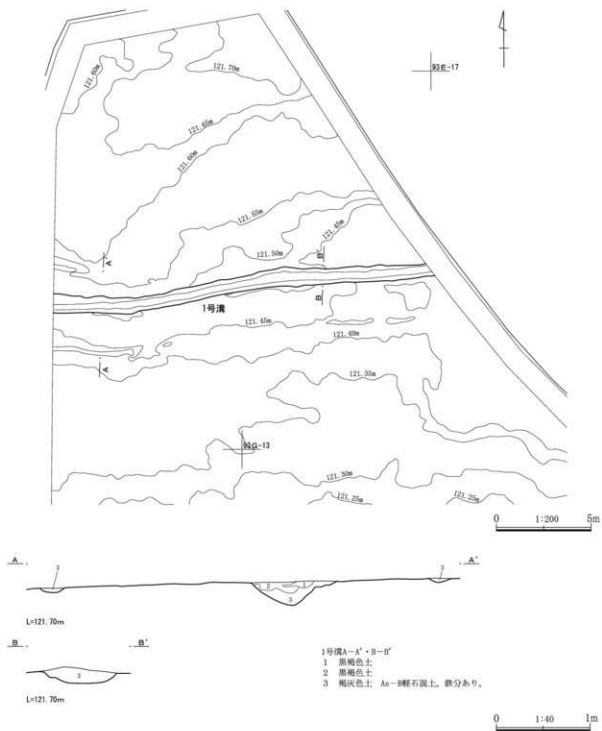 121.60m
121.70m
93E-17
121.65m
121.60m
121.55m
121.45m
121.50m
A'
B'
B
1号溝
121.45m
121.40m
A
121.35m
93G-13
121.30m
121.25m
121.25m
0 1:200 5m
A A'
3 2 1 3
3
L=121.70m
B B'
3
L=121.70m
1号溝A-A'・B-B'
1 黒褐色土
2 黒褐色土
3 褐灰色土 As-B軽石混土。鉄分あり。
0 1:40 1m